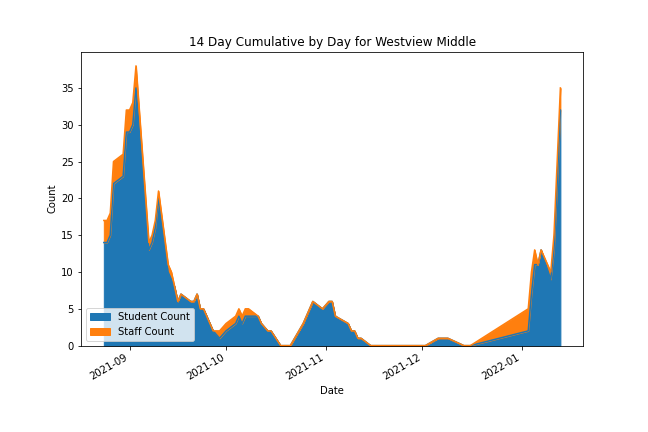 14 Day Cumulative by Day for Westview Middle
Count
35
30
25
20
15
10
5
0
Student Count
Staff Count
2021-09
2021-10
2021-11
2021-12
2022-01
Date